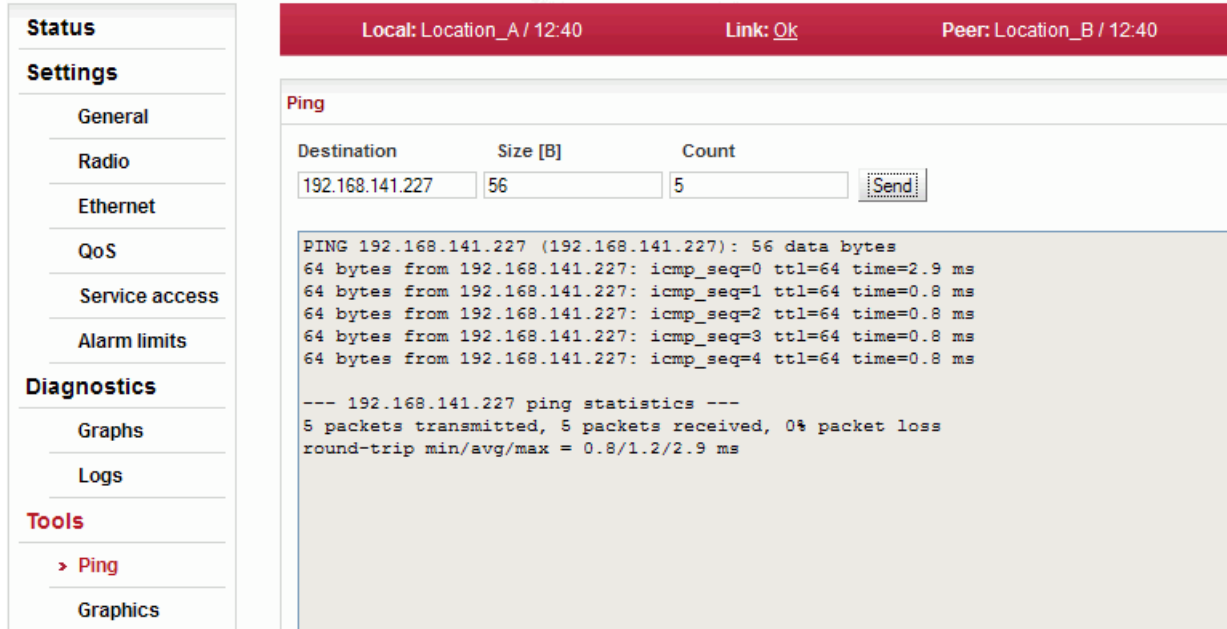 Status
Settings
General
Radio
Ethernet
QoS
Service access
Alarm limits
Diagnostics
Graphs
Logs
Tools
> Ping
Graphics
Local: Location_A / 12:40 Link: Ok Peer: Location_B / 12:40
Ping
Destination Size [B] Count
192.168.141.227 56 5 Send
PING 192.168.141.227 (192.168.141.227): 56 data bytes
64 bytes from 192.168.141.227: icmp_seq=0 ttl=64 time=2.9 ms
64 bytes from 192.168.141.227: icmp_seq=1 ttl=64 time=0.8 ms
64 bytes from 192.168.141.227: icmp_seq=2 ttl=64 time=0.8 ms
64 bytes from 192.168.141.227: icmp_seq=3 ttl=64 time=0.8 ms
64 bytes from 192.168.141.227: icmp_seq=4 ttl=64 time=0.8 ms
--- 192.168.141.227 ping statistics ---
5 packets transmitted, 5 packets received, 0% packet loss
round-trip min/avg/max = 0.8/1.2/2.9 ms